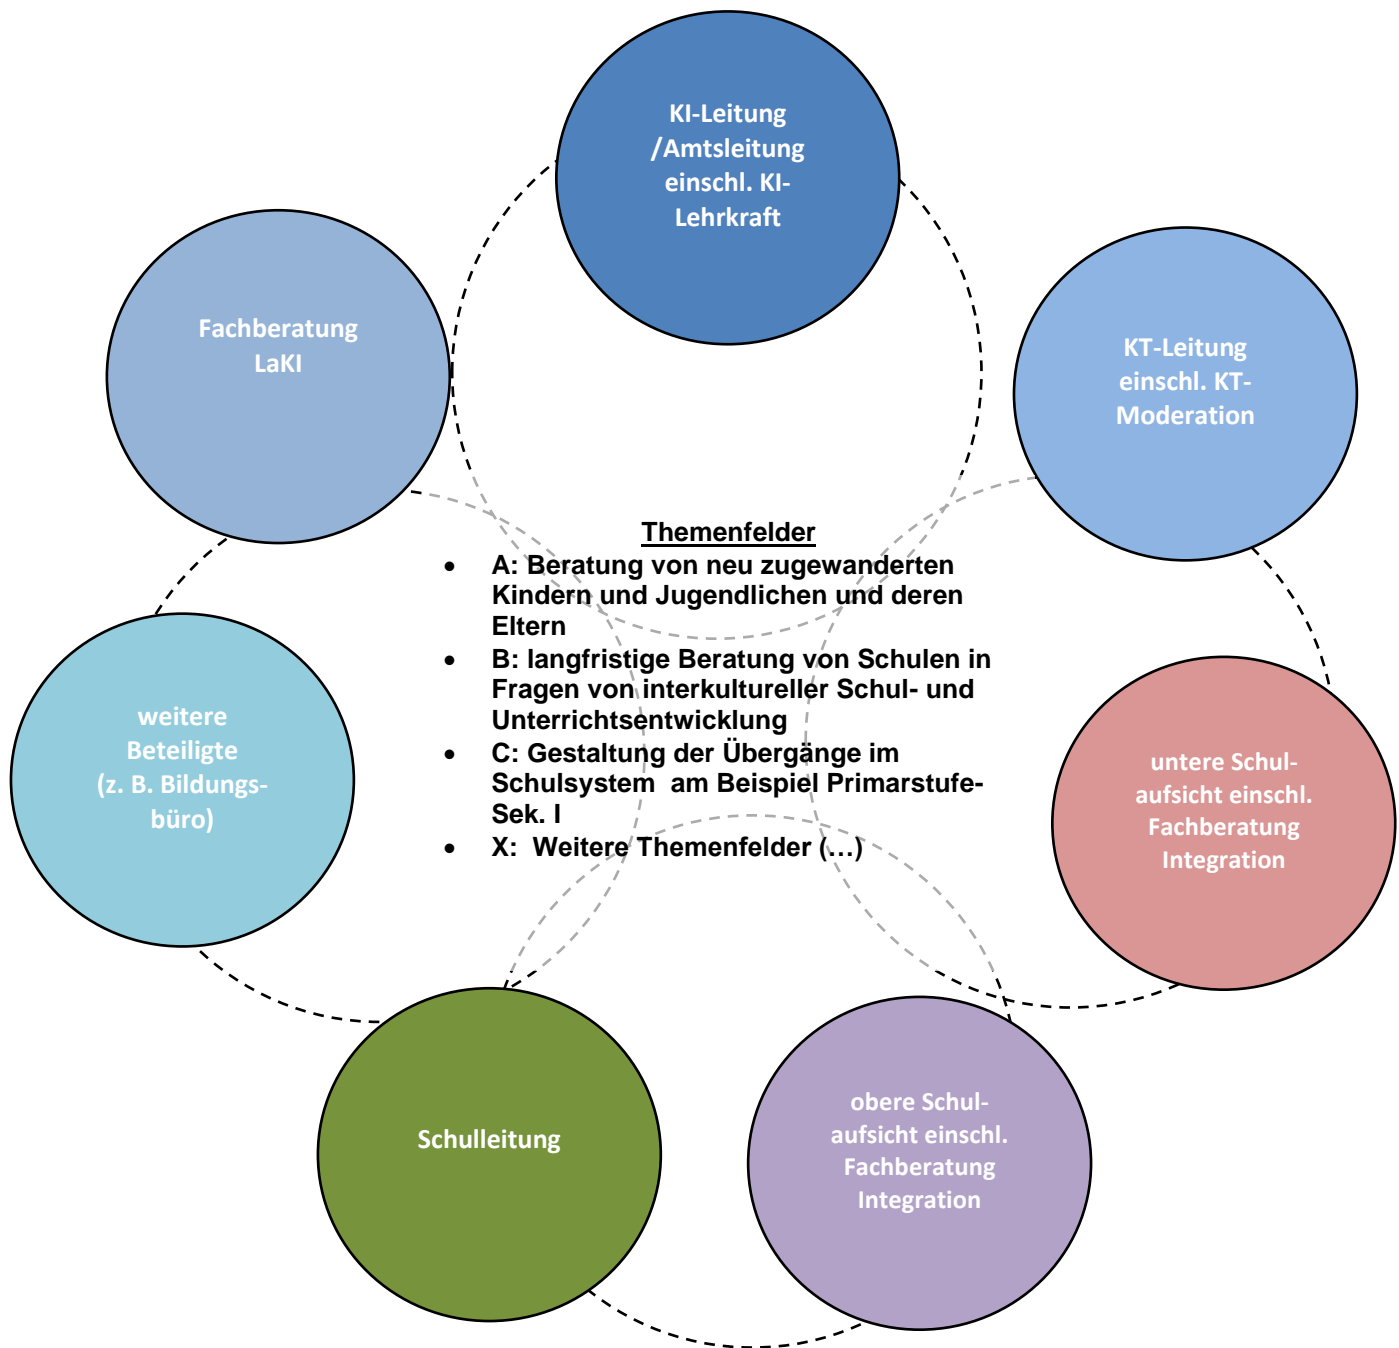 KI-Leitung
/Amtsleitung
einschl. KI-
Lehrkraft
Fachberatung
LaKI
KT-Leitung
einschl. KT-
Moderation
Themenfelder
• A: Beratung von neu zugewanderten
Kindern und Jugendlichen und deren
Eltern
• B: langfristige Beratung von Schulen in
Fragen von interkultureller Schul- und
Unterrichtsentwicklung
• C: Gestaltung der Übergänge im
Schulsystem  am Beispiel Primarstufe-
Sek. I
• X:  Weitere Themenfelder (…)
weitere
Beteiligte
(z. B. Bildungs-
büro)
untere Schul-
aufsicht einschl.
Fachberatung
Integration
Schulleitung
obere Schul-
aufsicht einschl.
Fachberatung
Integration